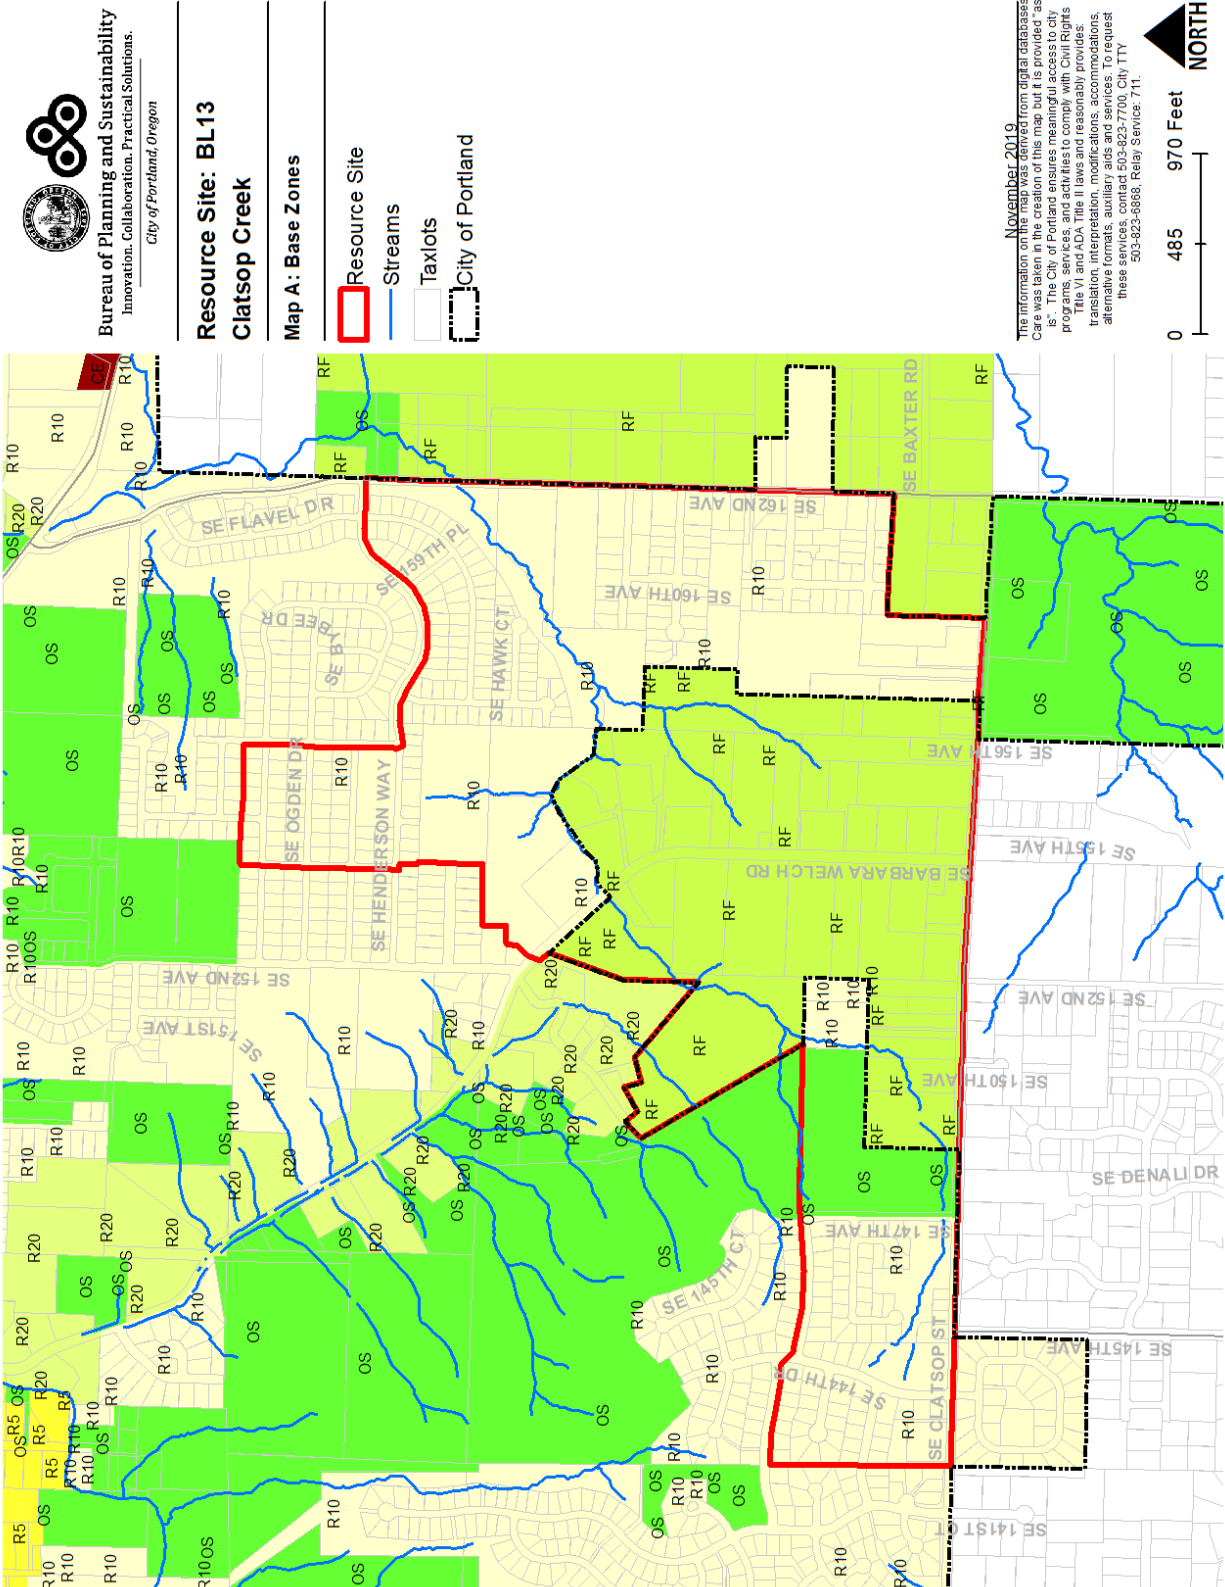 Bureau of Planning and Sustainability
Innovation. Collaboration. Practical Solutions.
City of Portland, Oregon
Resource Site: BL13
Clatsop Creek
Map A: Base Zones
Resource Site
Streams
Taxlots
City of Portland
November 2019
The information on the map was derived from digital databases
Care was taken in the creation of this map but it is provided "as
is". The City of Portland ensures meaningful access to city
programs, services, and activities to comply with Civil Rights
Title VI and ADA Title II laws and reasonably provides:
translation, interpretation, modifications, accommodations,
alternative formats, auxiliary aids and services. To request
these services, contact 503-823-7700, City TTY
503-823-6868, Relay Service: 711.
0 485 970 Feet
NORTH
CE
R10
R20
R5
RF
OS
SE FLAVEL DR
SE 159TH PL
SE HAWK CT
SE OGDEN DR
SE HENDERSON WAY
SE 162ND AVE
SE 160TH AVE
SE BAXTER RD
SE 156TH AVE
SE 155TH AVE
SE BARBARA WELCH RD
SE 152ND AVE
SE 151ST AVE
SE 152ND AVE
SE 150TH AVE
SE DENALI DR
SE 147TH AVE
SE 145TH CT
SE 145TH AVE
SE 144TH DR
SE CLATSOP ST
SE 141ST CT